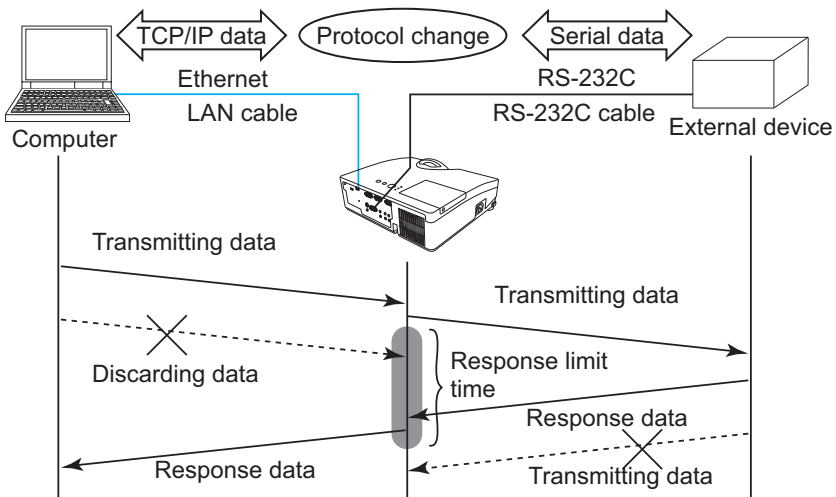 TCP/IP data
Protocol change
Serial data
Ethernet
RS-232C
LAN cable
RS-232C cable
Computer
External device
Transmitting data
Transmitting data
Discarding data
Response limit
time
Response data
Response data
Transmitting data